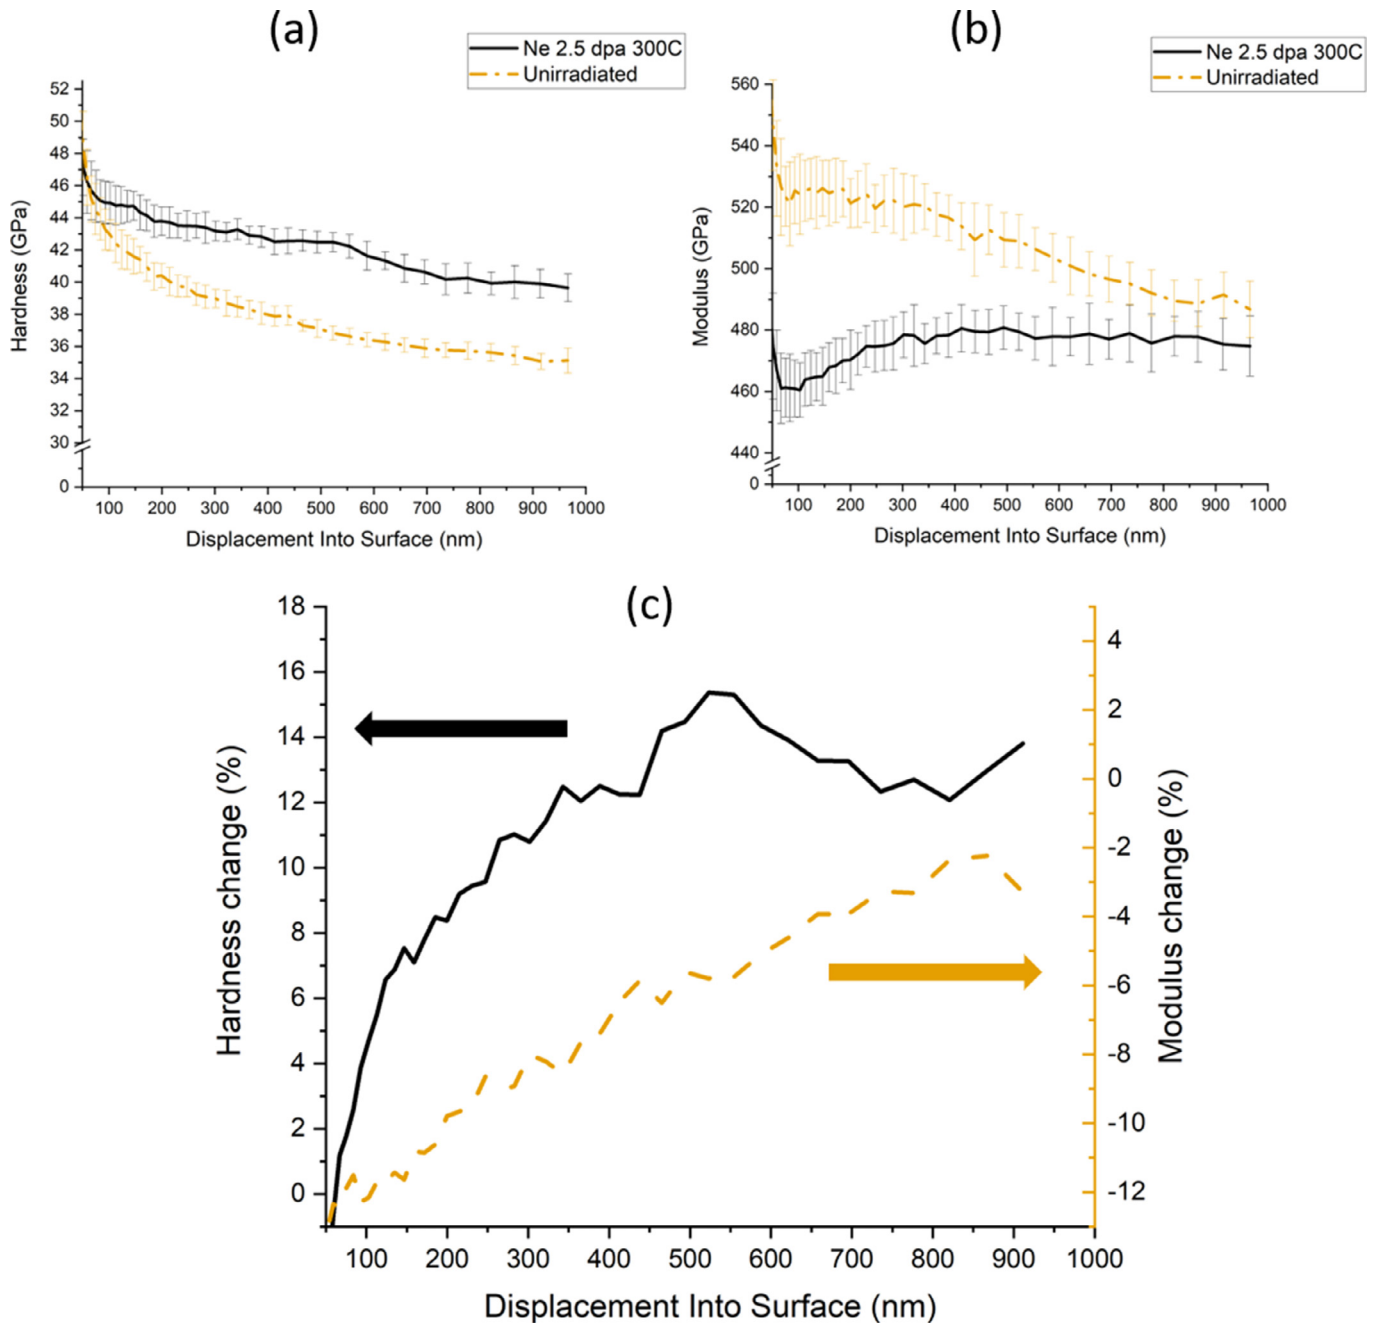 (a)
Ne 2.5 dpa 300C
Unirradiated
52
50
48
46
44
42
40
38
36
34
32
30
0
Hardness (GPa)
100 200 300 400 500 600 700 800 900 1000
Displacement Into Surface (nm)
(b)
Ne 2.5 dpa 300C
Unirradiated
560
540
520
500
480
460
440
0
Modulus (GPa)
100 200 300 400 500 600 700 800 900 1000
Displacement Into Surface (nm)
(c)
18
16
14
12
10
8
6
4
2
0
Hardness change (%)
4
2
0
-2
-4
-6
-8
-10
-12
Modulus change (%)
100 200 300 400 500 600 700 800 900 1000
Displacement Into Surface (nm)